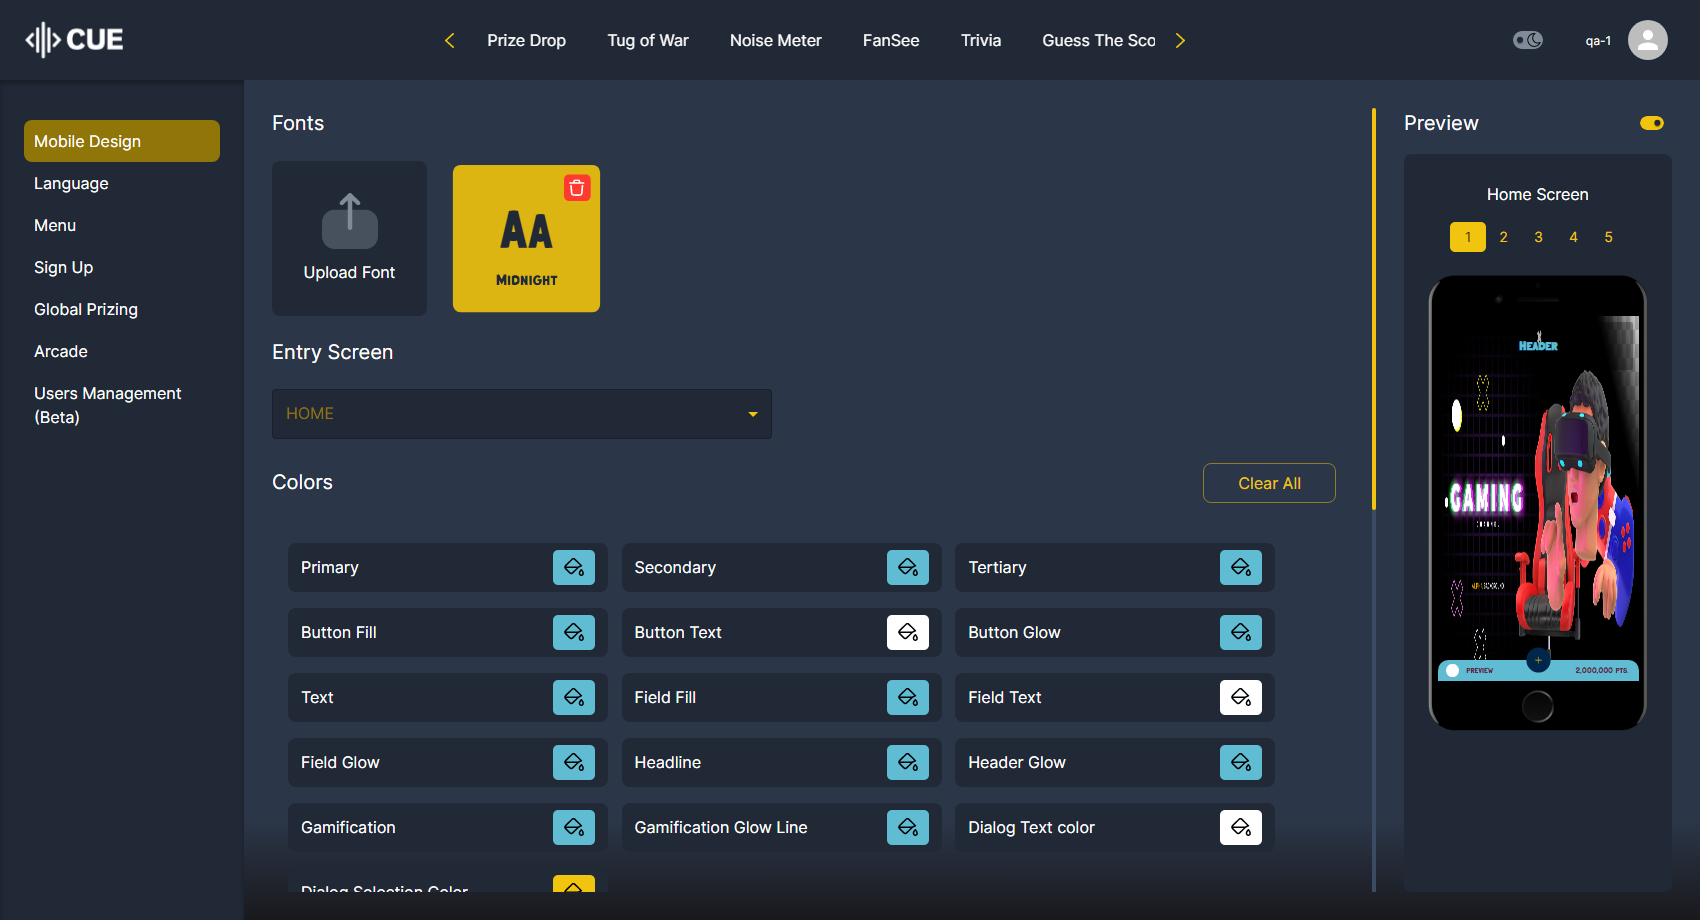 CUE
Prize Drop
Tug of War
Noise Meter
FanSee
Trivia
Guess The Sco
qa-1
Mobile Design
Language
Menu
Sign Up
Global Prizing
Arcade
Users Management
(Beta)
Fonts
Upload Font
AA
MIDNIGHT
Entry Screen
HOME
Colors
Clear All
Primary
Secondary
Tertiary
Button Fill
Button Text
Button Glow
Text
Field Fill
Field Text
Field Glow
Headline
Header Glow
Gamification
Gamification Glow Line
Dialog Text color
Dialog Selection Color
Preview
Home Screen
1 2 3 4 5
HEADER
GAMING
PREVIEW
2,000,000 PTS.